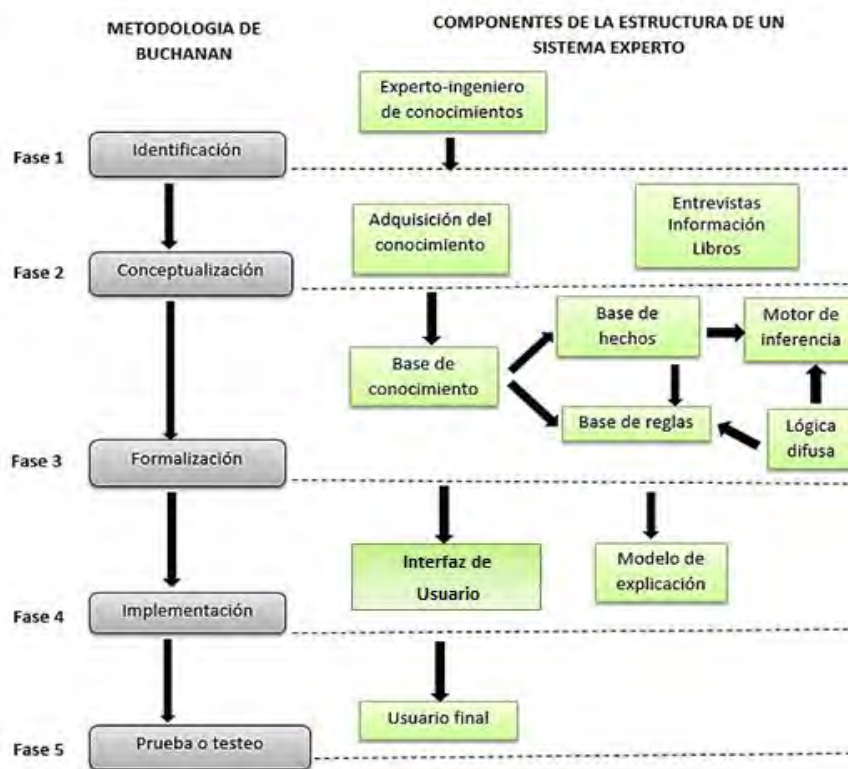 METODOLOGIA DE
BUCHANAN
COMPONENTES DE LA ESTRUCTURA DE UN
SISTEMA EXPERTO
Experto-ingeniero
de conocimientos
Fase 1
Identificación
Adquisición del
conocimiento
Entrevistas
Información
Libros
Fase 2
Conceptualización
Base de
hechos
Motor de
inferencia
Base de
conocimiento
Base de reglas
Lógica
difusa
Fase 3
Formalización
Interfaz de
Usuario
Modelo de
explicación
Fase 4
Implementación
Usuario final
Fase 5
Prueba o testeo